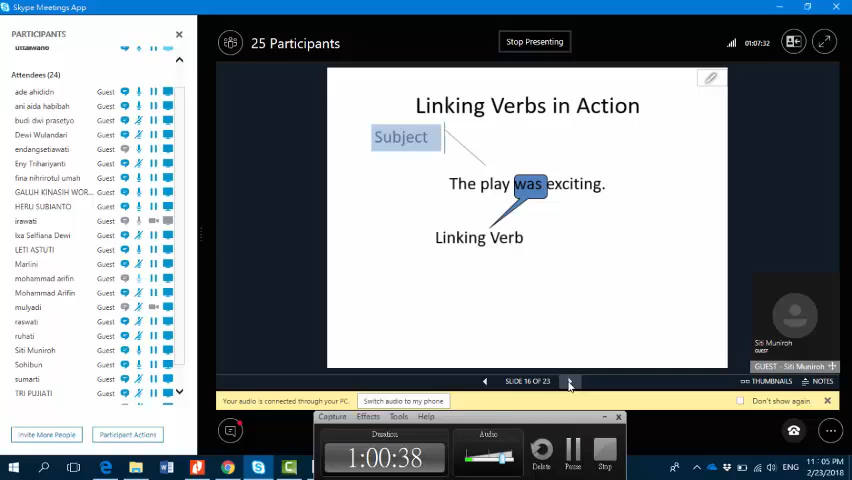 Skype Meetings App
PARTICIPANTS
Attendees (24)
ade ahididn Guest
ani aida habibah Guest
budi dwi prasetyo Guest
Dewi Wulandari Guest
endangsetiawati Guest
Eny Trihariyanti Guest
fina nihrirotul umah Guest
GALUH KINASIH WOR... Guest
HERU SUBIANTO Guest
irawati Guest
Lixa Selfiana Dewi Guest
LETI ASTUTI Guest
Marlini Guest
mohammad arifin Guest
Mohammad Arifin Guest
mulyadi Guest
raswati Guest
ruhati Guest
Siti Muniroh Guest
Sohibun Guest
sumarti Guest
TRI PUJIATI Guest
Invite More People
Participant Actions
25 Participants
Stop Presenting
01:07:32
Linking Verbs in Action
Subject
The play was exciting.
Linking Verb
Siti Muniroh
GUEST
GUEST - Siti Muniroh
SLIDE 16 OF 23
THUMBNAILS
NOTES
Your audio is connected through your PC.
Switch audio to my phone
Don't show again
Capture Effects Tools Help
Duration
1:00:38
Audio
Delete
Pause
Stop
ENG
11:05 PM
2/23/2018